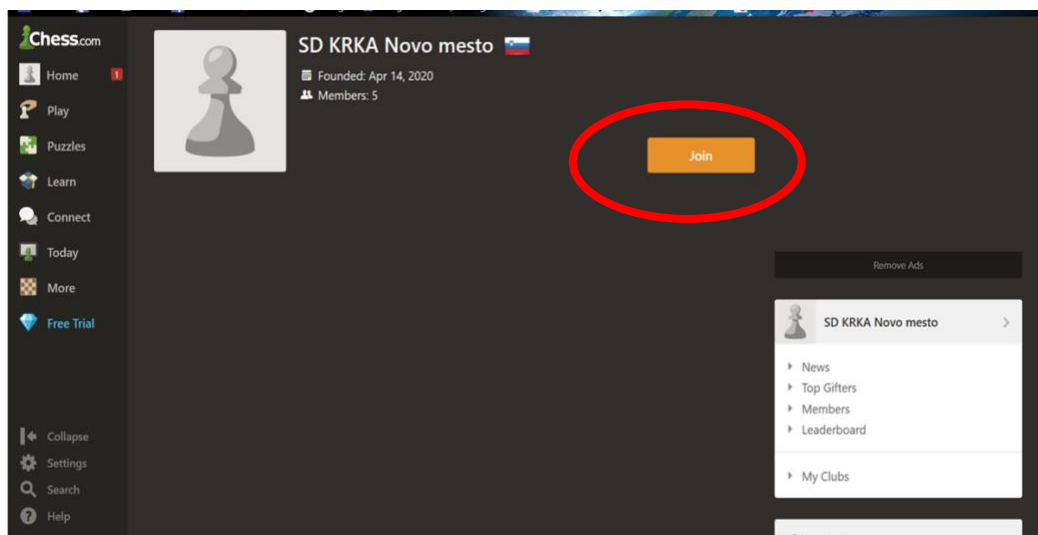 Chess.com
Home 1
Play
Puzzles
Learn
Connect
Today
More
Free Trial
Collapse
Settings
Search
Help
SD KRKA Novo mesto
Founded: Apr 14, 2020
Members: 5
Join
Remove Ads
SD KRKA Novo mesto
News
Top Gifters
Members
Leaderboard
My Clubs